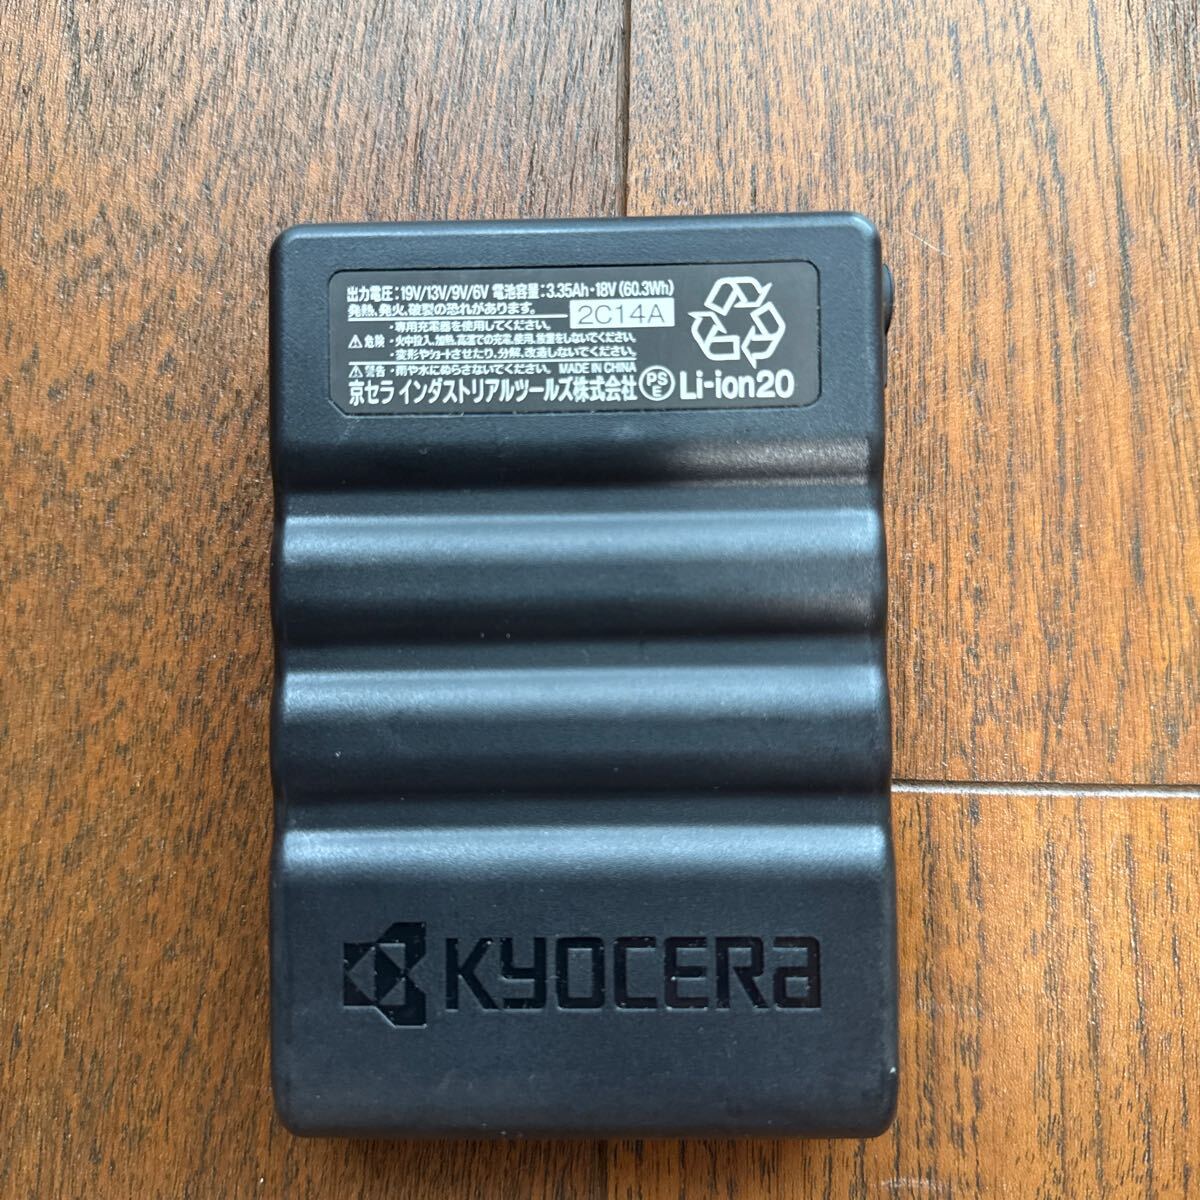 出力電圧:19V/13V/9V/6V 電池容量:3.35Ah・18V(60.3Wh)
発熱、発火、破裂の恐れがあります。
2C14A
・専用充電器を使用してください。
⚠危険 ・火中投入、加熱、高温での充電、使用、放置をしないでください。
・変形やショートさせたり、分解、改造しないでください。
⚠警告 ・雨や水にぬらさないでください。 MADE IN CHINA
京セラ インダストリアルツールズ株式会社 PSE Li-ion20
KYOCERA